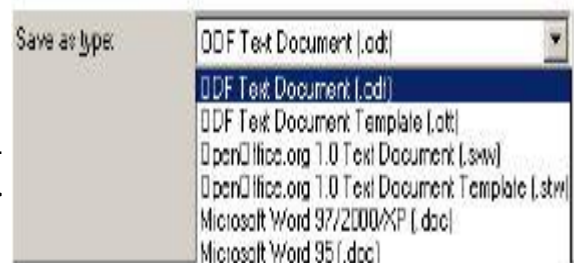 Save as type: ODF Text Document (.odt)
ODF Text Document (.odt)
ODF Text Document Template (.ott)
OpenOffice.org 1.0 Text Document (.sxw)
OpenOffice.org 1.0 Text Document Template (.stw)
Microsoft Word 97/2000/XP (.doc)
Microsoft Word 95 (.doc)